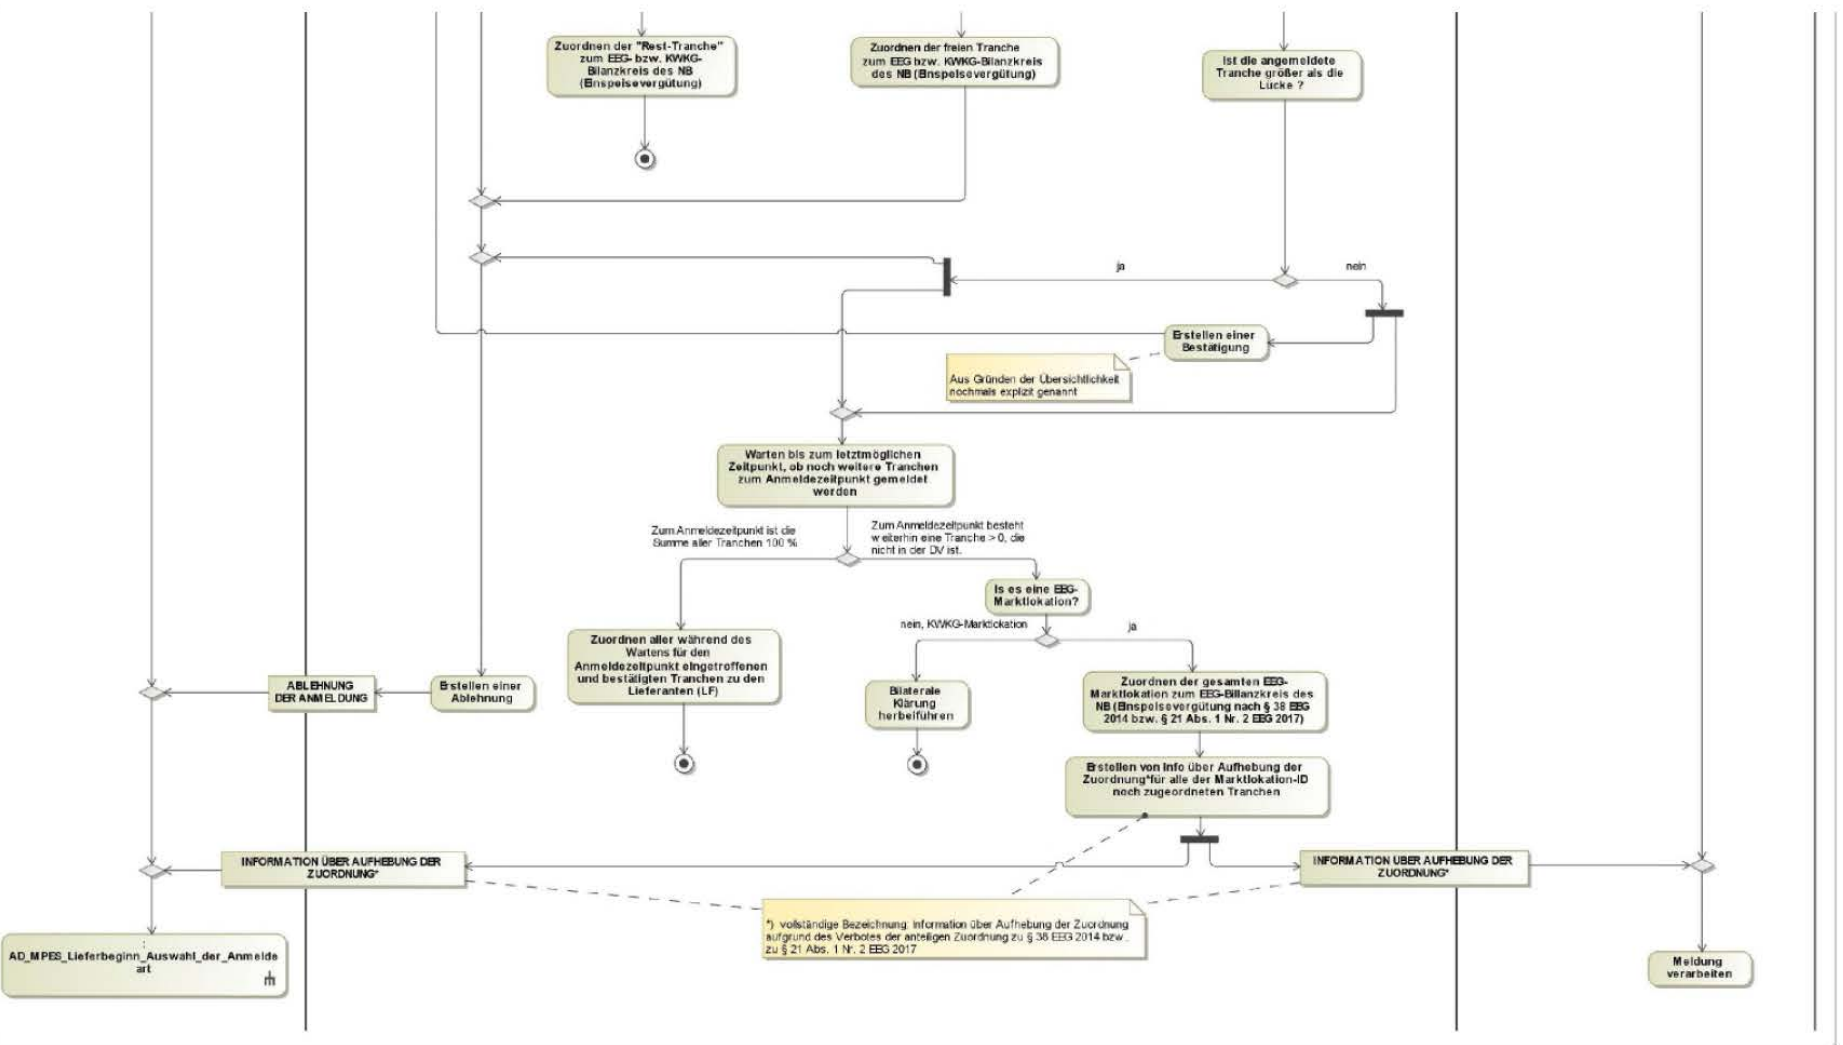 Zuordnen der "Rest-Tranche"
zum EEG- bzw. KWKG-
Bilanzkreis des NB
(Einspeisevergütung)
Zuordnen der freien Tranche
zum EEG bzw. KWKG-Bilanzkreis
des NB (Einspeisevergütung)
Ist die angemeldete
Tranche größer als die
Lücke ?
ja
nein
Erstellen einer
Bestätigung
Aus Gründen der Übersichtlichkeit
nochmals explizit genannt
Warten bis zum letztmöglichen
Zeitpunkt, ob noch weitere Tranchen
zum Anmeldezeitpunkt gemeldet
werden
Zum Anmeldezeitpunkt ist die
Summe aller Tranchen 100 %
Zum Anmeldezeitpunkt besteht
weiterhin eine Tranche > 0, die
nicht in der DV ist.
Is es eine EEG-
Marktlokation?
nein, KWKG-Marktlokation
ja
Zuordnen aller während des
Wartens für den
Anmeldezeitpunkt eingetroffenen
und bestätigten Tranchen zu den
Lieferanten (LF)
ABLEHNUNG
DER ANMELDUNG
Erstellen einer
Ablehnung
Bilaterale
Klärung
herbeiführen
Zuordnen der gesamten EEG-
Marktlokation zum EEG-Billanzkreis des
NB (Einspeisevergütung nach § 38 EEG
2014 bzw. § 21 Abs. 1 Nr. 2 EEG 2017)
Erstellen von Info über Aufhebung der
Zuordnung*für alle der Marktlokation-ID
noch zugeordneten Tranchen
INFORMATION ÜBER AUFHEBUNG DER
ZUORDNUNG*
INFORMATION ÜBER AUFHEBUNG DER
ZUORDNUNG*
*) vollständige Bezeichnung: Information über Aufhebung der Zuordnung
aufgrund des Verbotes der anteiligen Zuordnung zu § 38 EEG 2014 bzw.
zu § 21 Abs. 1 Nr. 2 EEG 2017
:
AD_MPES_Lieferbeginn_Auswahl_der_Anmelde
art
Meldung
verarbeiten